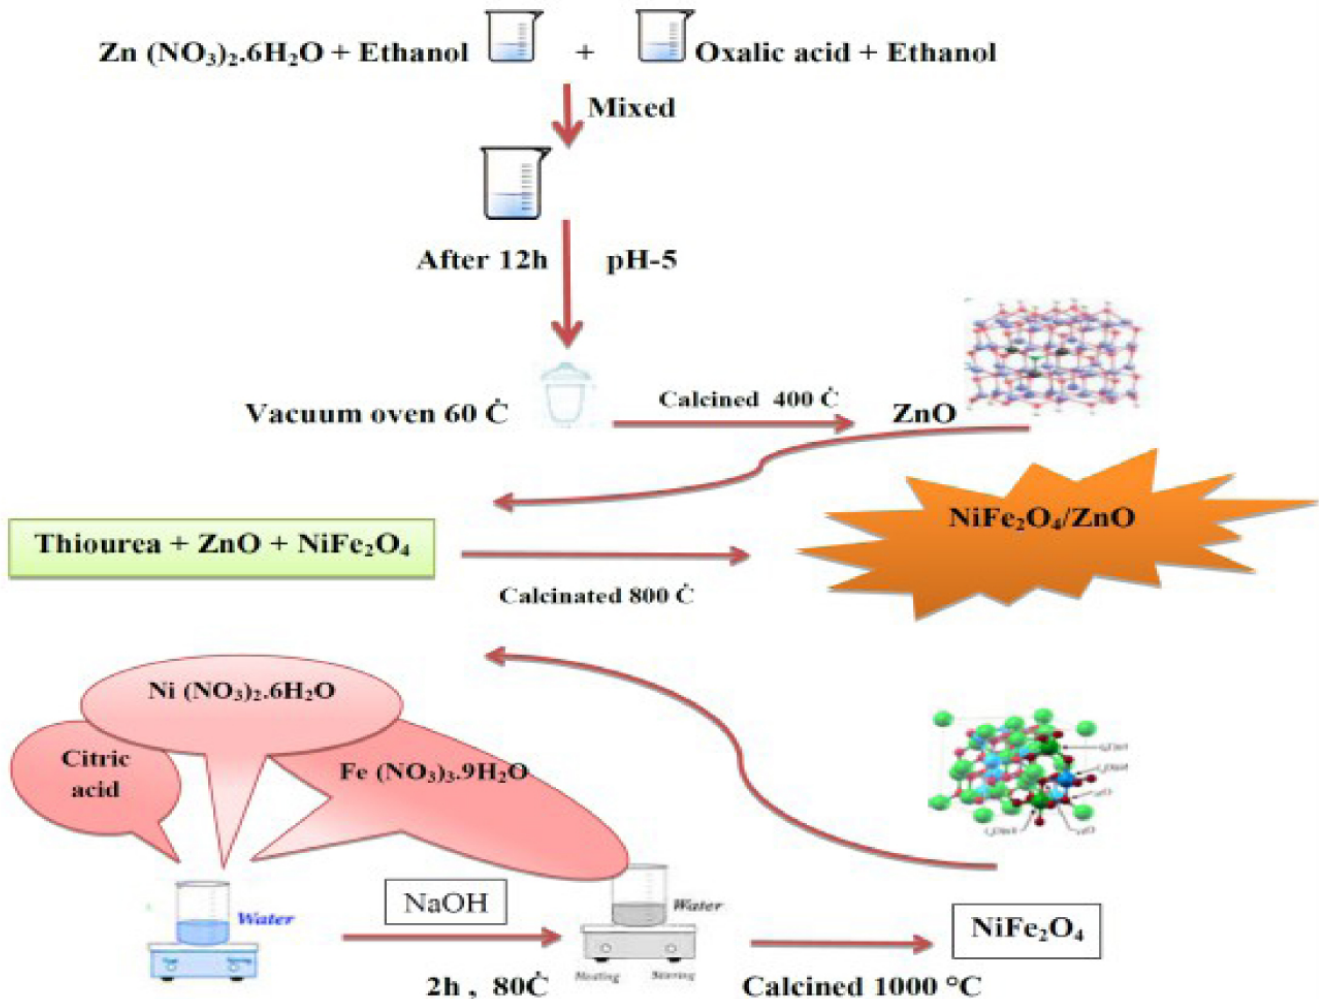 Zn (NO₃)₂.6H₂O + Ethanol + Oxalic acid + Ethanol
Mixed
After 12h pH-5
Vacuum oven 60 Ċ Calcined 400 Ċ ZnO
NiFe₂O₄/ZnO
Thiourea + ZnO + NiFe₂O₄
Calcinated 800 Ċ
Ni (NO₃)₂.6H₂O
Citric
acid
Fe (NO₃)₃.9H₂O
Water
NaOH
Water
NiFe₂O₄
Heating Stirring
2h , 80Ċ Calcined 1000 °C